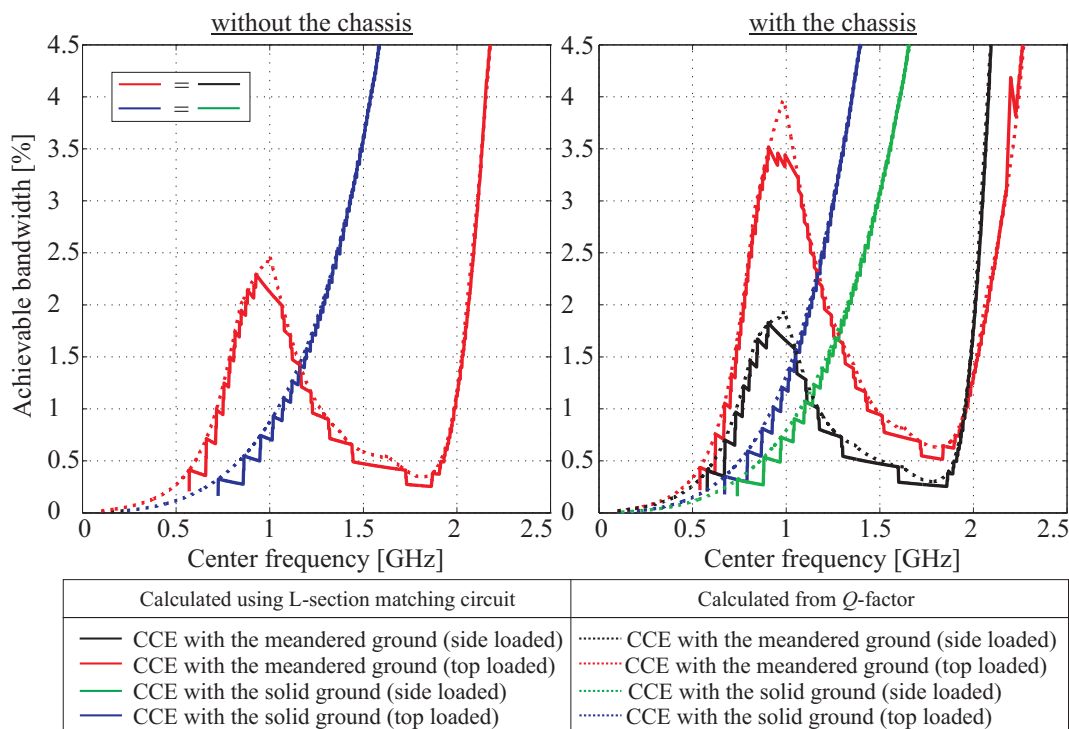 without the chassis
with the chassis
Achievable bandwidth [%]
4.5
4
3.5
3
2.5
2
1.5
1
0.5
0
=
=
0 0.5 1 1.5 2 2.5
Center frequency [GHz]
4.5
4
3.5
3
2.5
2
1.5
1
0.5
0
0 0.5 1 1.5 2 2.5
Center frequency [GHz]
Calculated using L-section matching circuit
CCE with the meandered ground (side loaded)
CCE with the meandered ground (top loaded)
CCE with the solid ground (side loaded)
CCE with the solid ground (top loaded)
Calculated from Q-factor
CCE with the meandered ground (side loaded)
CCE with the meandered ground (top loaded)
CCE with the solid ground (side loaded)
CCE with the solid ground (top loaded)